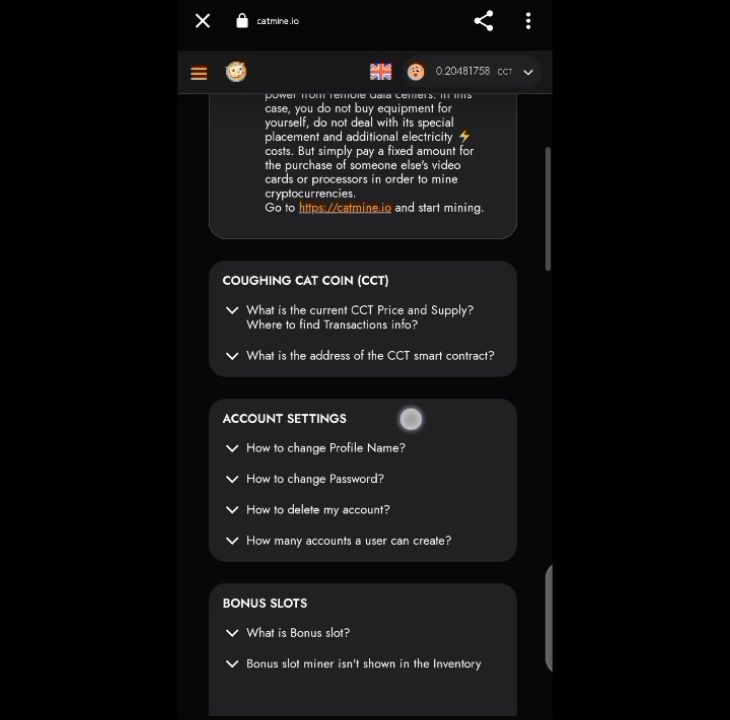 catmine.io
0.20481758 CCT
power from remote data centers. In this
case, you do not buy equipment for
yourself, do not deal with its special
placement and additional electricity ⚡
costs. But simply pay a fixed amount for
the purchase of someone else's video
cards or processors in order to mine
cryptocurrencies.
Go to https://catmine.io and start mining.
COUGHING CAT COIN (CCT)
What is the current CCT Price and Supply?
Where to find Transactions info?
What is the address of the CCT smart contract?
ACCOUNT SETTINGS
How to change Profile Name?
How to change Password?
How to delete my account?
How many accounts a user can create?
BONUS SLOTS
What is Bonus slot?
Bonus slot miner isn't shown in the Inventory